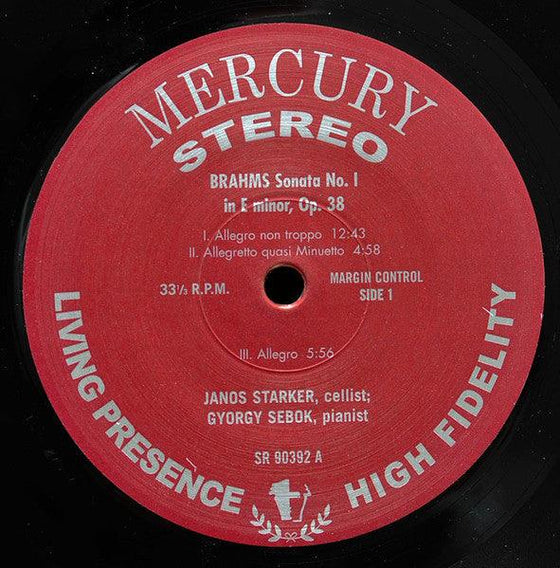 MERCURY
STEREO
BRAHMS Sonata No. I
in E minor, Op. 38
I. Allegro non troppo 12:43
II. Allegretto quasi Minuetto 4:58
33⅓ R.P.M.
MARGIN CONTROL
SIDE 1
III. Allegro 5:56
JANOS STARKER, cellist;
GYORGY SEBOK, pianist
SR 90392 A
LIVING PRESENCE
HIGH FIDELITY